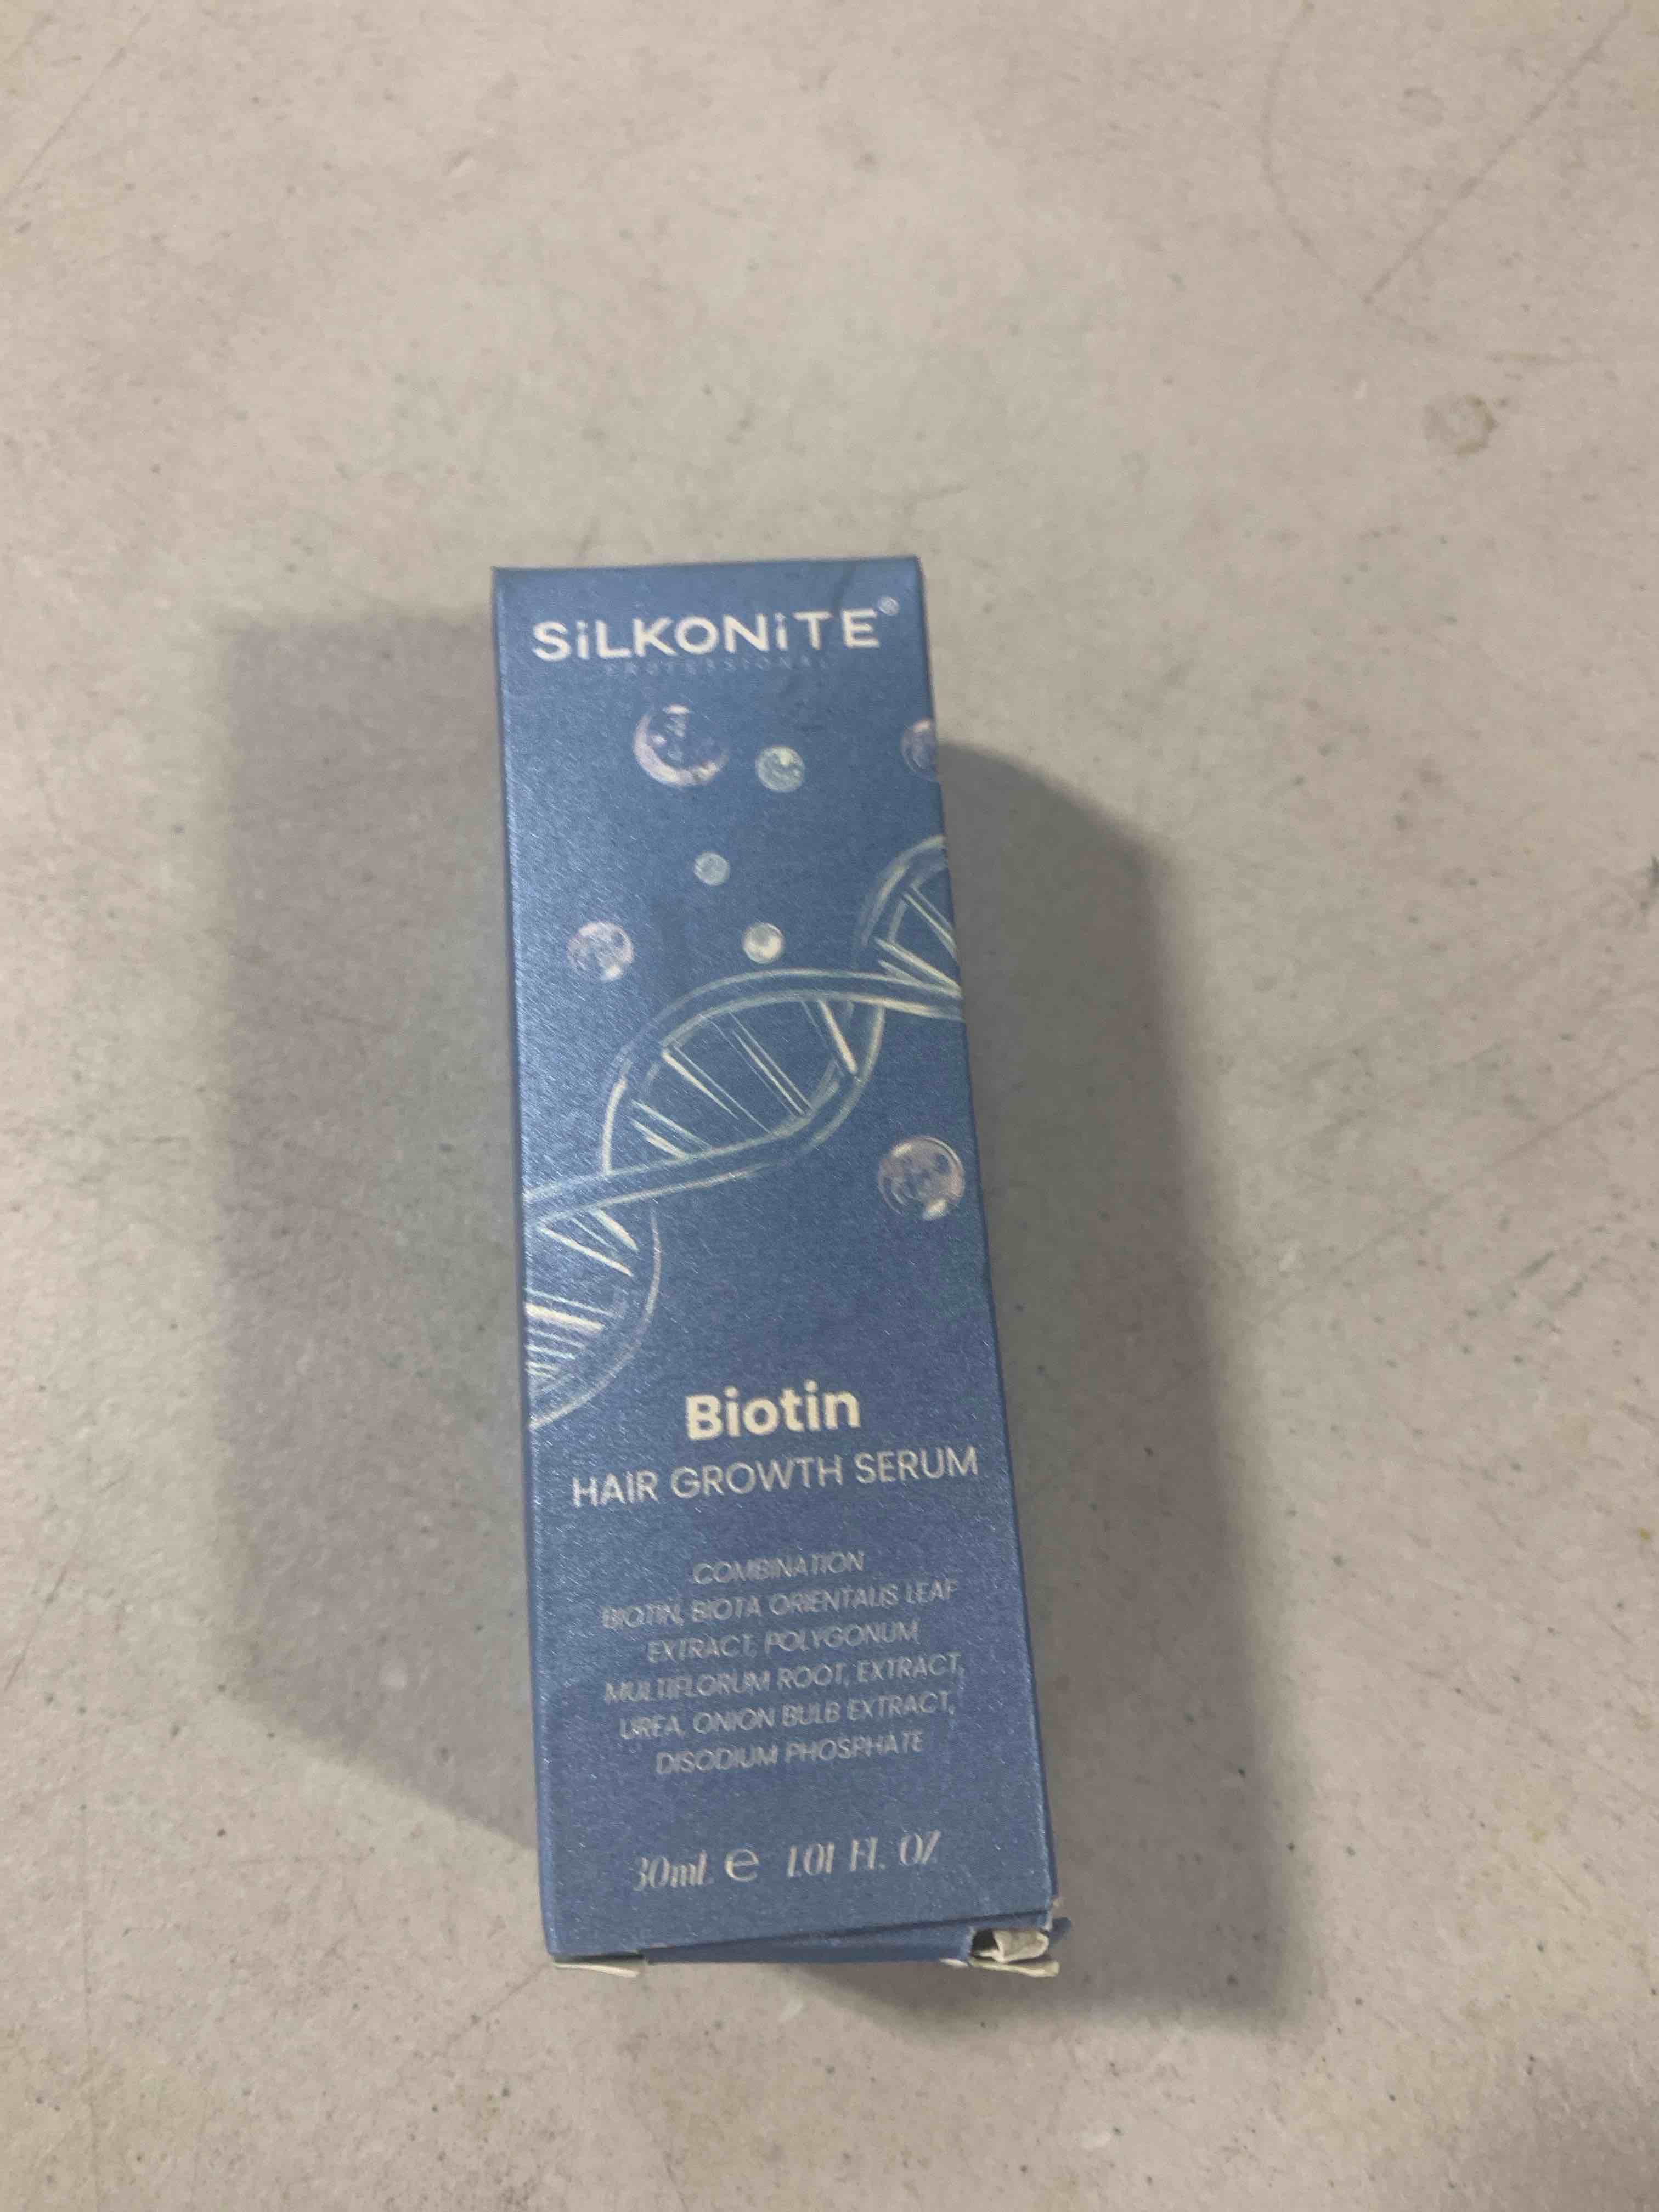 SiLKONiTE®
PROFESSIONAL
Biotin
HAIR GROWTH SERUM
COMBINATION
BIOTIN, BIOTA ORIENTALIS LEAF
EXTRACT, POLYGONUM
MULTIFLORUM ROOT, EXTRACT,
UREA, ONION BULB EXTRACT,
DISODIUM PHOSPHATE
30mL ℮ 1.01 FL. OZ